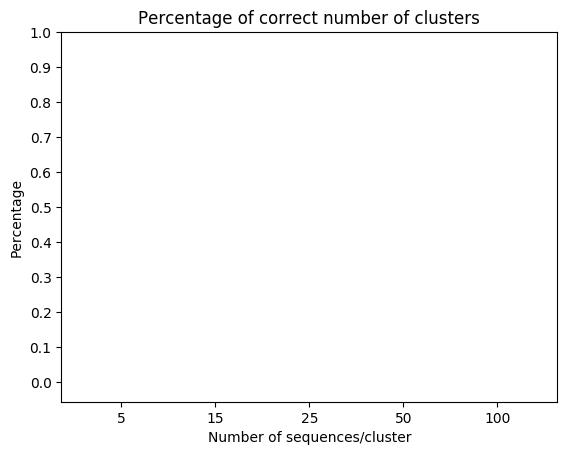 Percentage of correct number of clusters
1.0
0.9
0.8
0.7
0.6
0.5
0.4
0.3
0.2
0.1
0.0
Percentage
5 15 25 50 100
Number of sequences/cluster